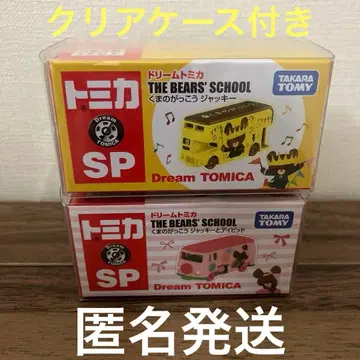 クリアケース付き
トミカ
Dream
TOMICA
SP
ドリームトミカ
THE BEARS' SCHOOL
くまのがっこう ジャッキー
TAKARA
TOMY
Dream TOMICA
トミカ
Dream
TOMICA
SP
ドリームトミカ
THE BEARS' SCHOOL
くまのがっこう ジャッキーとデイビッド
TAKARA
TOMY
Dream TOMICA
匿名発送